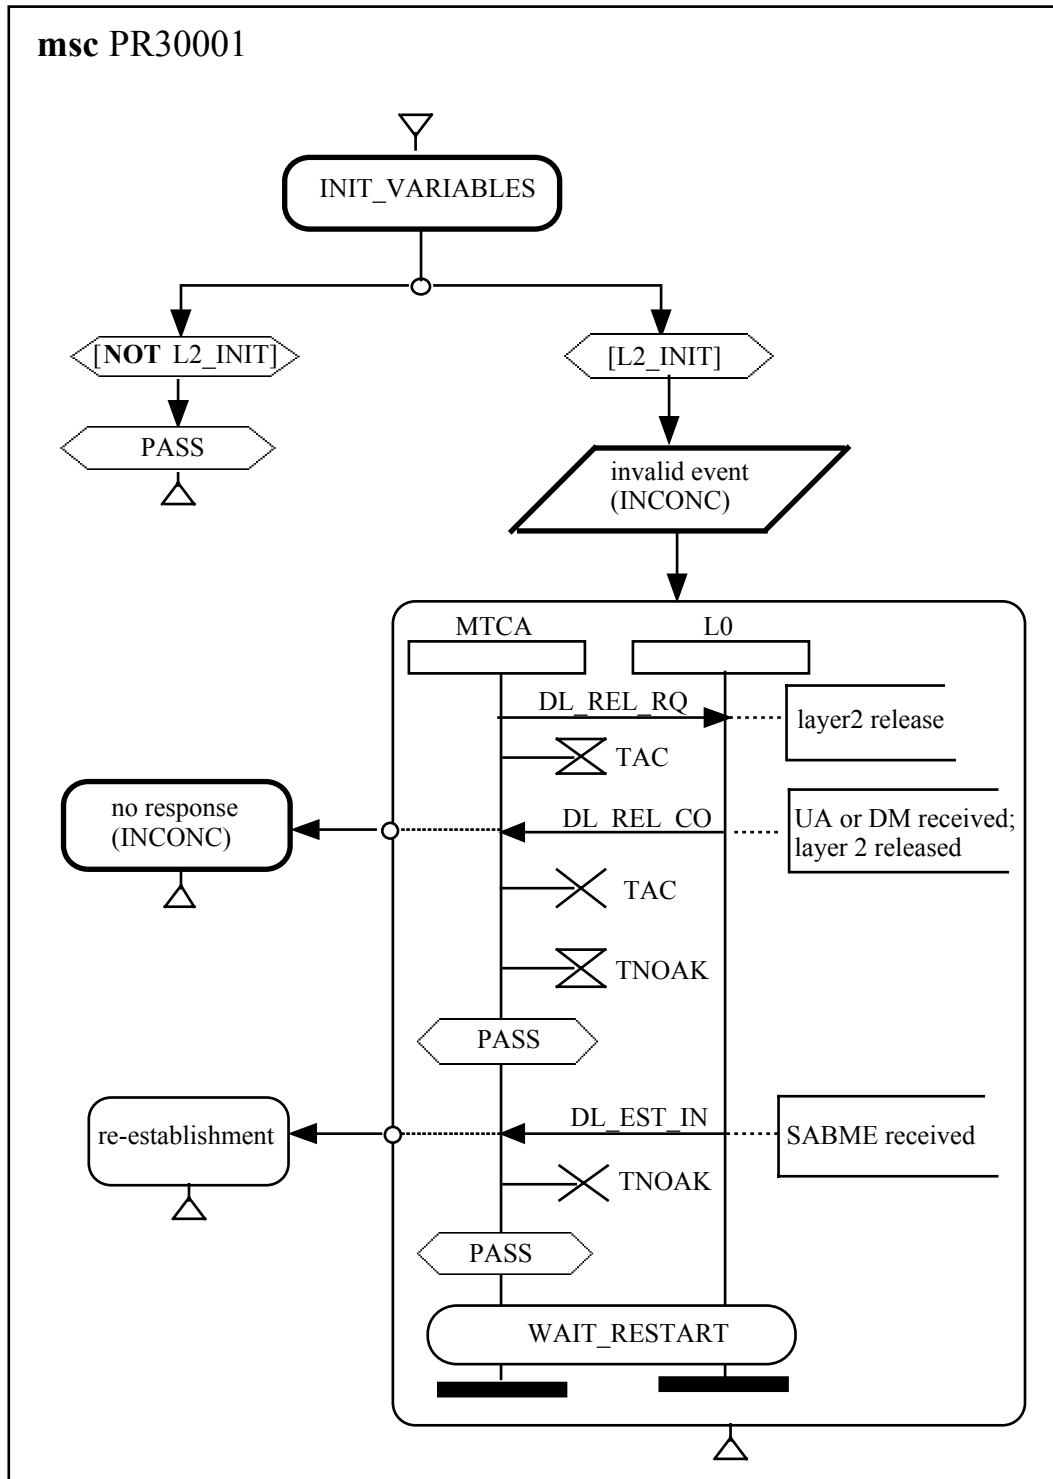 msc PR30001
INIT_VARIABLES
[NOT L2_INIT]
[L2_INIT]
PASS
invalid event
(INCONC)
MTCA
L0
DL_REL_RQ
layer2 release
TAC
no response
(INCONC)
DL_REL_CO
UA or DM received;
layer 2 released
TAC
TNOAK
PASS
re-establishment
DL_EST_IN
SABME received
TNOAK
PASS
WAIT_RESTART